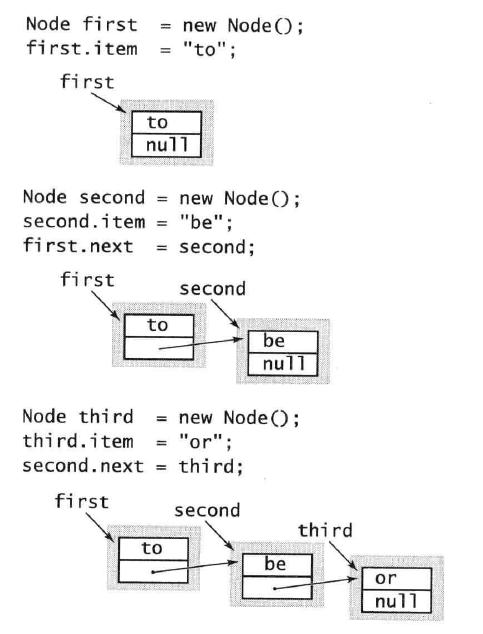 Node first  = new Node();
first.item  = "to";
first
to
null
Node second = new Node();
second.item = "be";
first.next  = second;
first
second
to
be
null
Node third  = new Node();
third.item  = "or";
second.next = third;
first
second
third
to
be
or
null